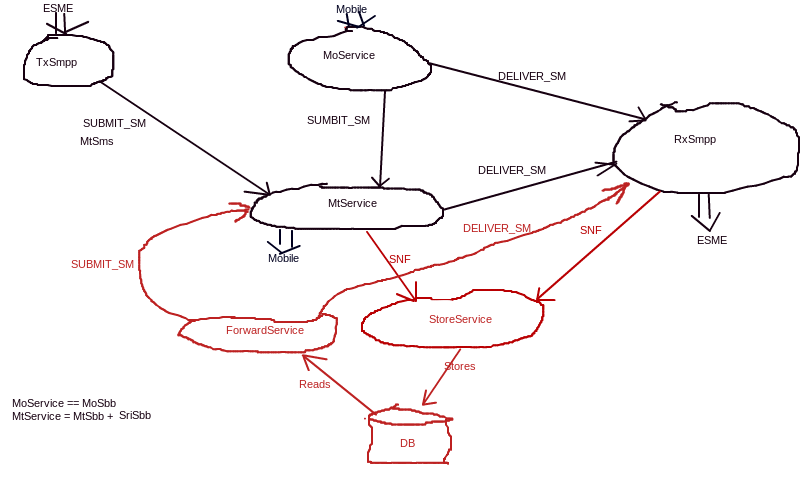 ESME
Mobile
TxSmpp
MoService
DELIVER_SM
SUBMIT_SM
SUMBIT_SM
MtSms
RxSmpp
DELIVER_SM
MtService
DELIVER_SM
SNF
ESME
Mobile
SNF
SUBMIT_SM
StoreService
ForwardService
Stores
Reads
MoService == MoSbb
MtService = MtSbb + SriSbb
DB